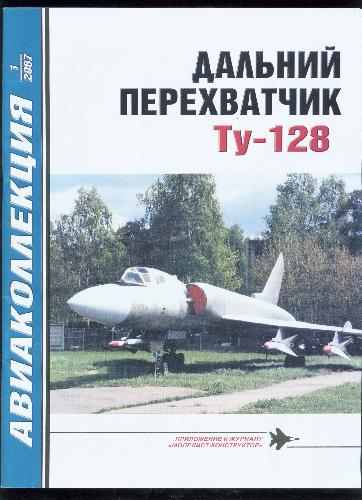 1
2007
АВИАКОЛЛЕКЦИЯ
ДАЛЬНИЙ
ПЕРЕХВАТЧИК
Ту-128
ПРИЛОЖЕНИЕ К ЖУРНАЛУ
«МОДЕЛИСТ-КОНСТРУКТОР»